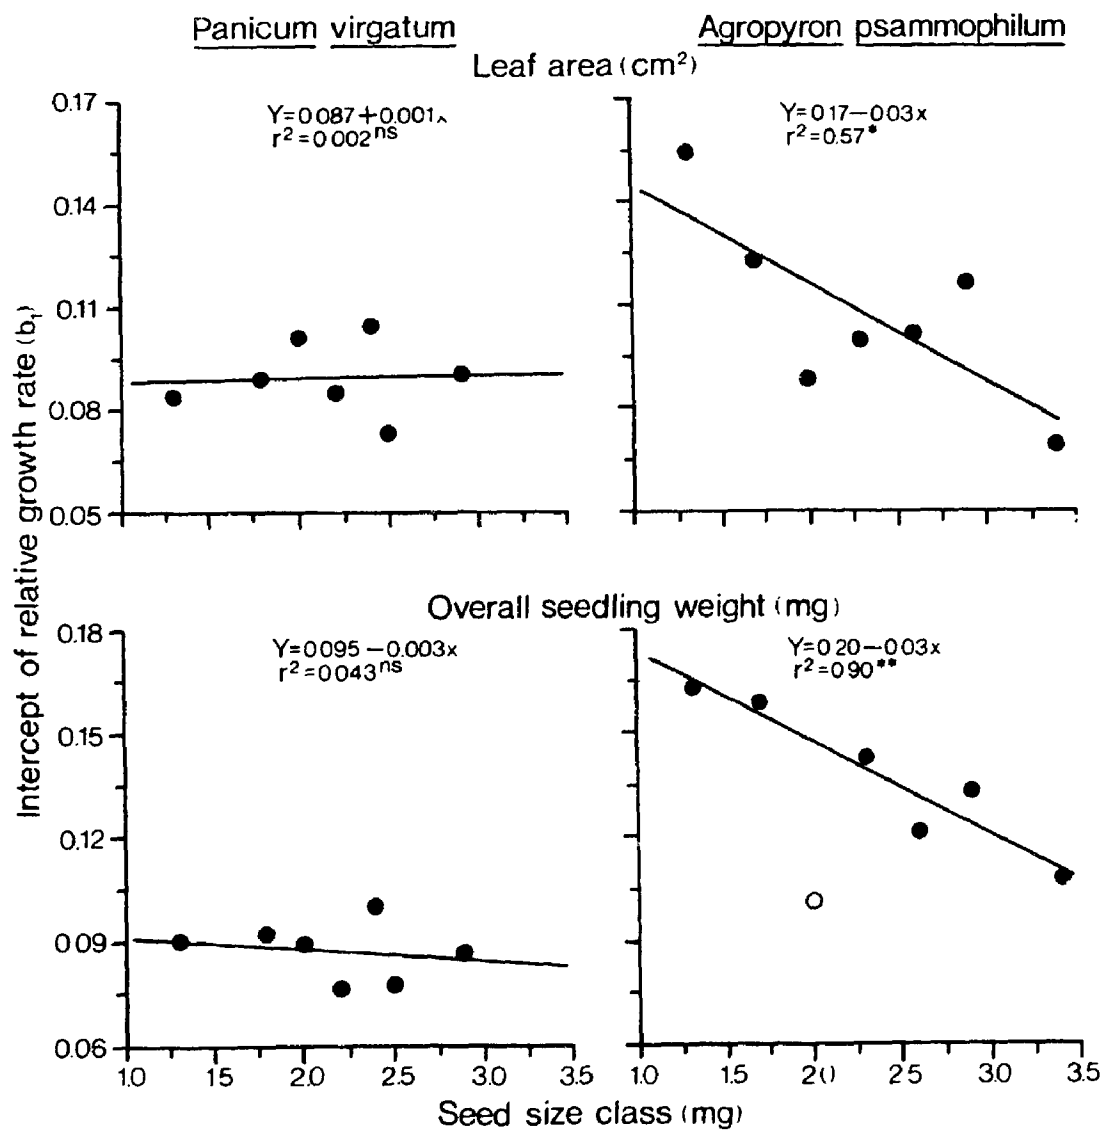 Panicum virgatum
Agropyron psammophilum
Leaf area (cm²)
Y=0.087+0.001x
r²=0.002ns
Y=0.17-0.03x
r²=0.57*
0.17
0.14
0.11
0.08
0.05
Intercept of relative growth rate (b₁)
Overall seedling weight (mg)
Y=0.095-0.003x
r²=0.043ns
Y=0.20-0.03x
r²=0.90**
0.18
0.15
0.12
0.09
0.06
1.0 2.0 2.5 3.0 3.5
1.0 1.5 2.0 2.5 3.0 3.5
Seed size class (mg)